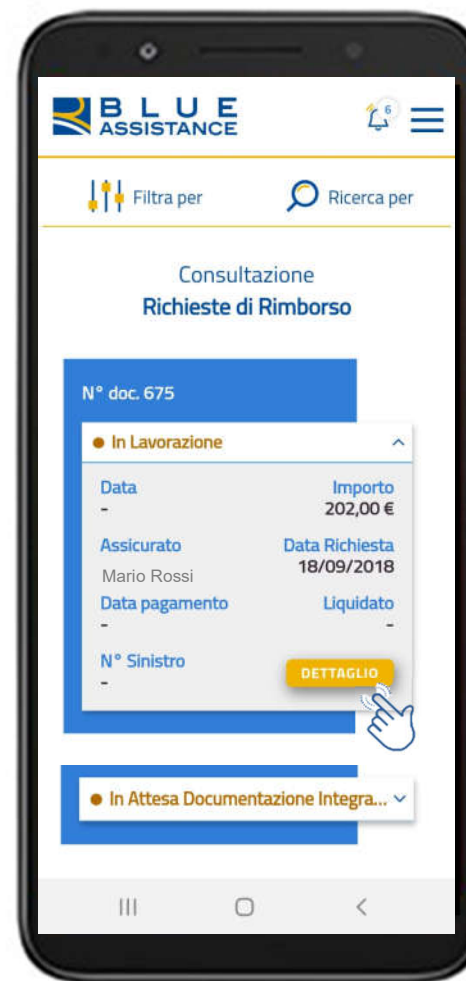 BLUE
ASSISTANCE
6
Filtra per
Ricerca per
Consultazione
Richieste di Rimborso
N° doc. 675
In Lavorazione
Data
Importo
-
202,00 €
Assicurato
Data Richiesta
Mario Rossi
18/09/2018
Data pagamento
Liquidato
-
-
N° Sinistro
-
DETTAGLIO
In Attesa Documentazione Integra...